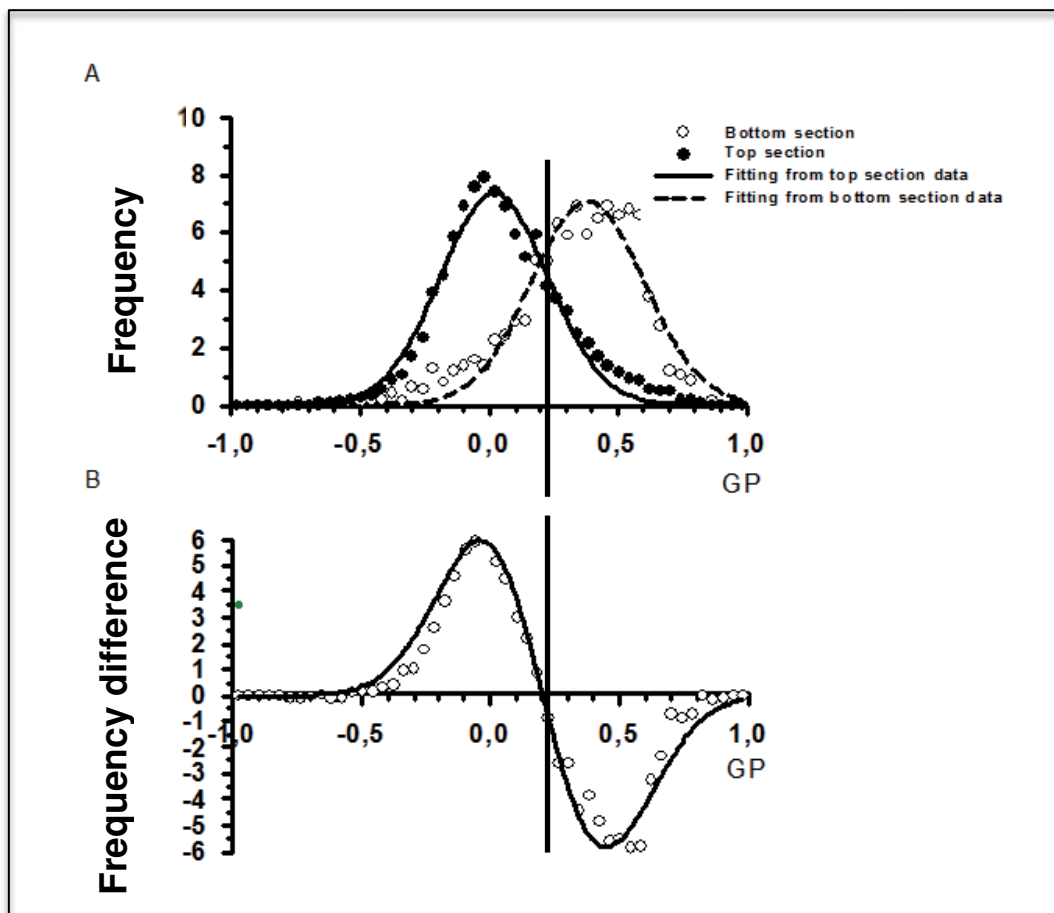 A
Frequency
10
8
6
4
2
0
-1,0 -0,5 0,0 0,5 1,0
GP
Bottom section
Top section
Fitting from top section data
Fitting from bottom section data
B
Frequency difference
6
5
4
3
2
1
0
-1
-2
-3
-4
-5
-6
-1,0 -0,5 0,0 0,5 1,0
GP